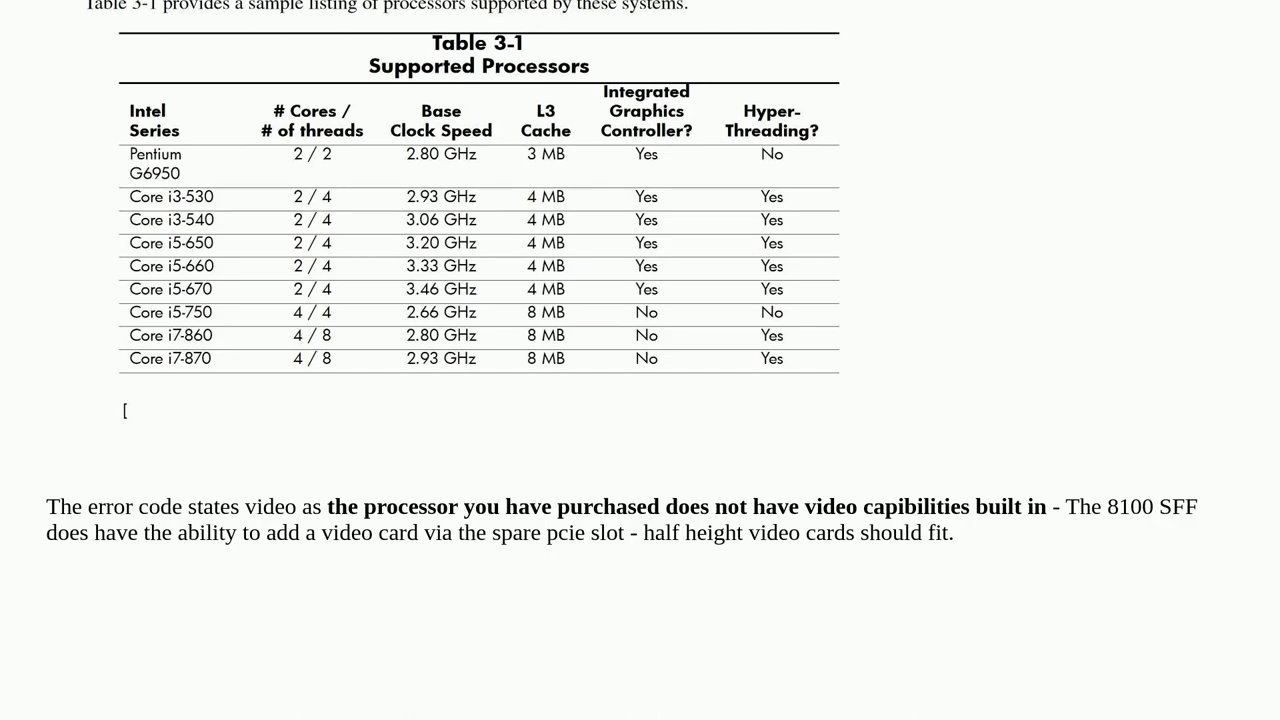 Table 3-1 provides a sample listing of processors supported by these systems.
Table 3-1
Supported Processors
Intel Series # Cores / # of threads Base Clock Speed L3 Cache Integrated Graphics Controller? Hyper-Threading?
Pentium G6950 2 / 2 2.80 GHz 3 MB Yes No
Core i3-530 2 / 4 2.93 GHz 4 MB Yes Yes
Core i3-540 2 / 4 3.06 GHz 4 MB Yes Yes
Core i5-650 2 / 4 3.20 GHz 4 MB Yes Yes
Core i5-660 2 / 4 3.33 GHz 4 MB Yes Yes
Core i5-670 2 / 4 3.46 GHz 4 MB Yes Yes
Core i5-750 4 / 4 2.66 GHz 8 MB No No
Core i7-860 4 / 8 2.80 GHz 8 MB No Yes
Core i7-870 4 / 8 2.93 GHz 8 MB No Yes
[
The error code states video as the processor you have purchased does not have video capibilities built in - The 8100 SFF
does have the ability to add a video card via the spare pcie slot - half height video cards should fit.